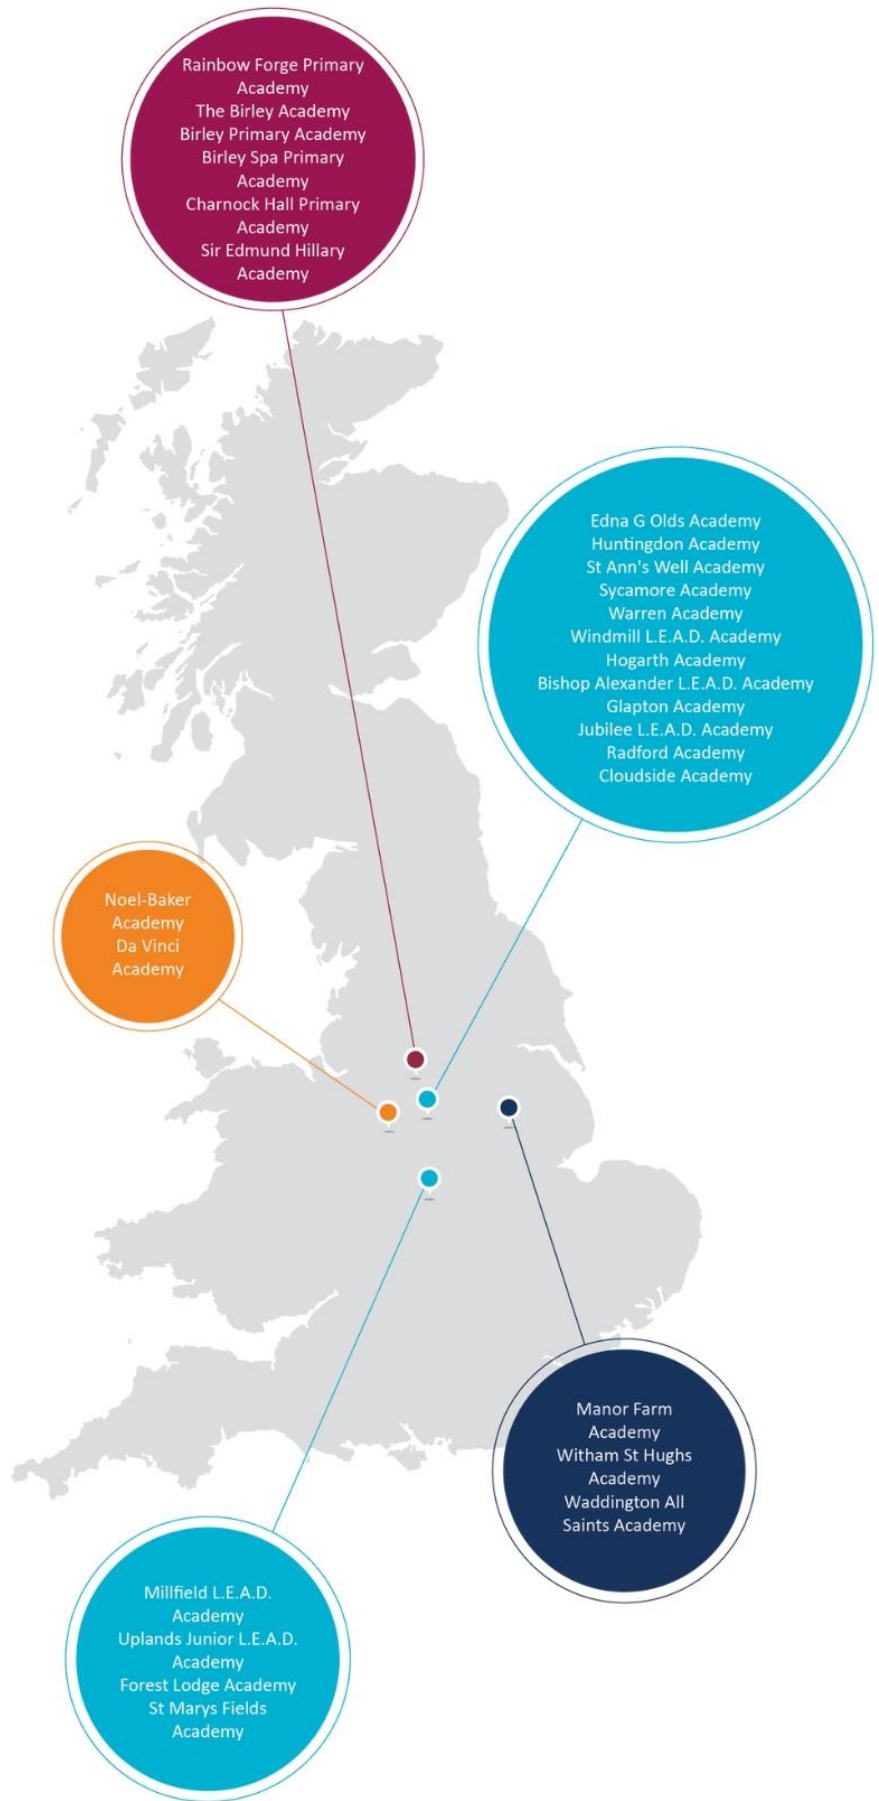 Rainbow Forge Primary
Academy
The Birley Academy
Birley Primary Academy
Birley Spa Primary
Academy
Charnock Hall Primary
Academy
Sir Edmund Hillary
Academy
Edna G Olds Academy
Huntingdon Academy
St Ann's Well Academy
Sycamore Academy
Warren Academy
Windmill L.E.A.D. Academy
Hogarth Academy
Bishop Alexander L.E.A.D. Academy
Glapton Academy
Jubilee L.E.A.D. Academy
Radford Academy
Cloudside Academy
Noel-Baker
Academy
Da Vinci
Academy
Manor Farm
Academy
Witham St Hughs
Academy
Waddington All
Saints Academy
Millfield L.E.A.D.
Academy
Uplands Junior L.E.A.D.
Academy
Forest Lodge Academy
St Marys Fields
Academy